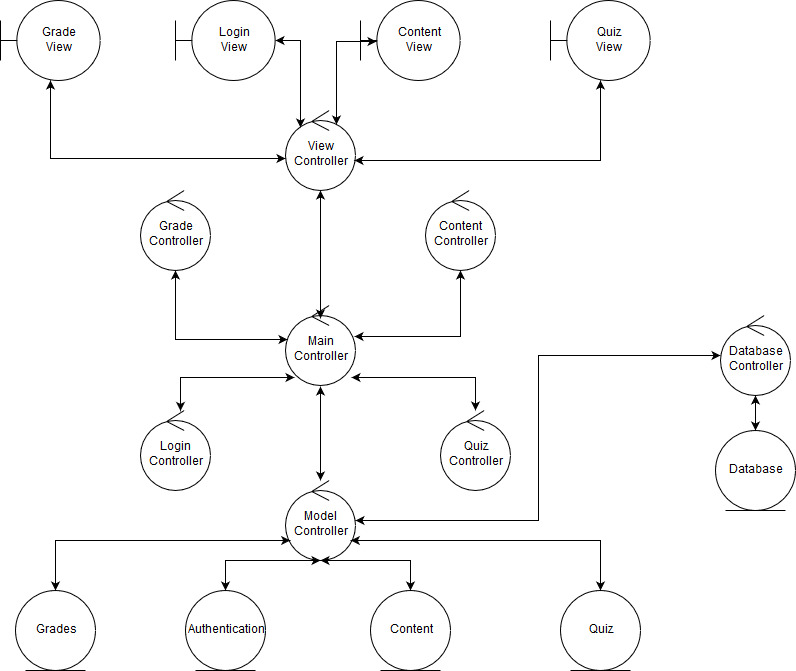 Grade
View
Login
View
Content
View
Quiz
View
View
Controller
Grade
Controller
Content
Controller
Main
Controller
Database
Controller
Login
Controller
Quiz
Controller
Database
Model
Controller
Grades
Authentication
Content
Quiz